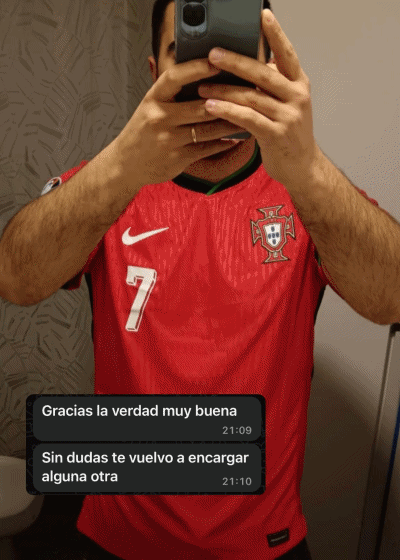 7
Gracias la verdad muy buena
21:09
Sin dudas te vuelvo a encargar
alguna otra
21:10